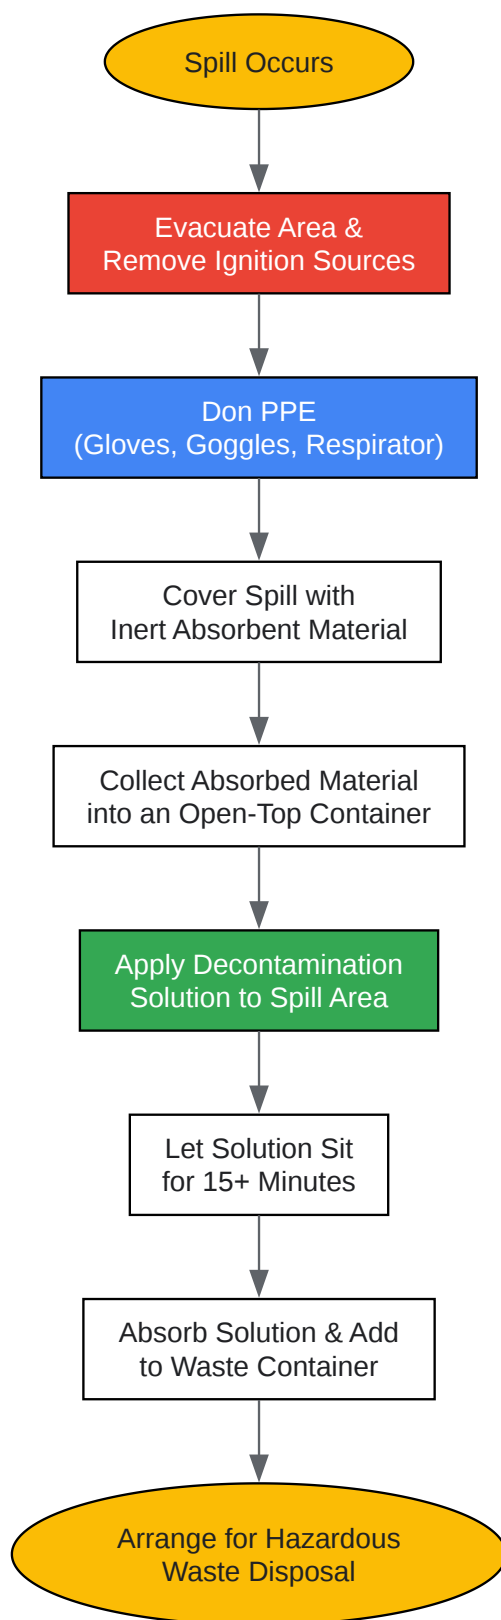 Spill Occurs
Evacuate Area &
Remove Ignition Sources
Don PPE
(Gloves, Goggles, Respirator)
Cover Spill with
Inert Absorbent Material
Collect Absorbed Material
into an Open-Top Container
Apply Decontamination
Solution to Spill Area
Let Solution Sit
for 15+ Minutes
Absorb Solution & Add
to Waste Container
Arrange for Hazardous
Waste Disposal